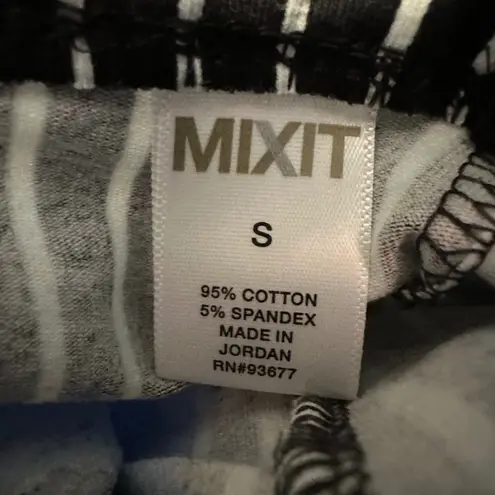 MIXIT
S
95% COTTON
5% SPANDEX
MADE IN
JORDAN
RN#93677